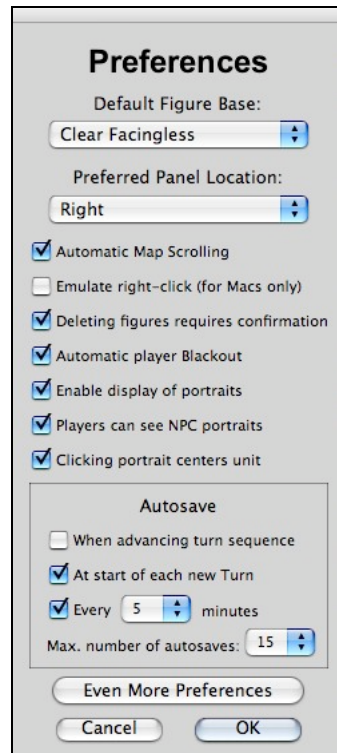 Preferences
Default Figure Base:
Clear Facingless
Preferred Panel Location:
Right
Automatic Map Scrolling
Emulate right-click (for Macs only)
Deleting figures requires confirmation
Automatic player Blackout
Enable display of portraits
Players can see NPC portraits
Clicking portrait centers unit
Autosave
When advancing turn sequence
At start of each new Turn
Every 5 minutes
Max. number of autosaves: 15
Even More Preferences
Cancel OK